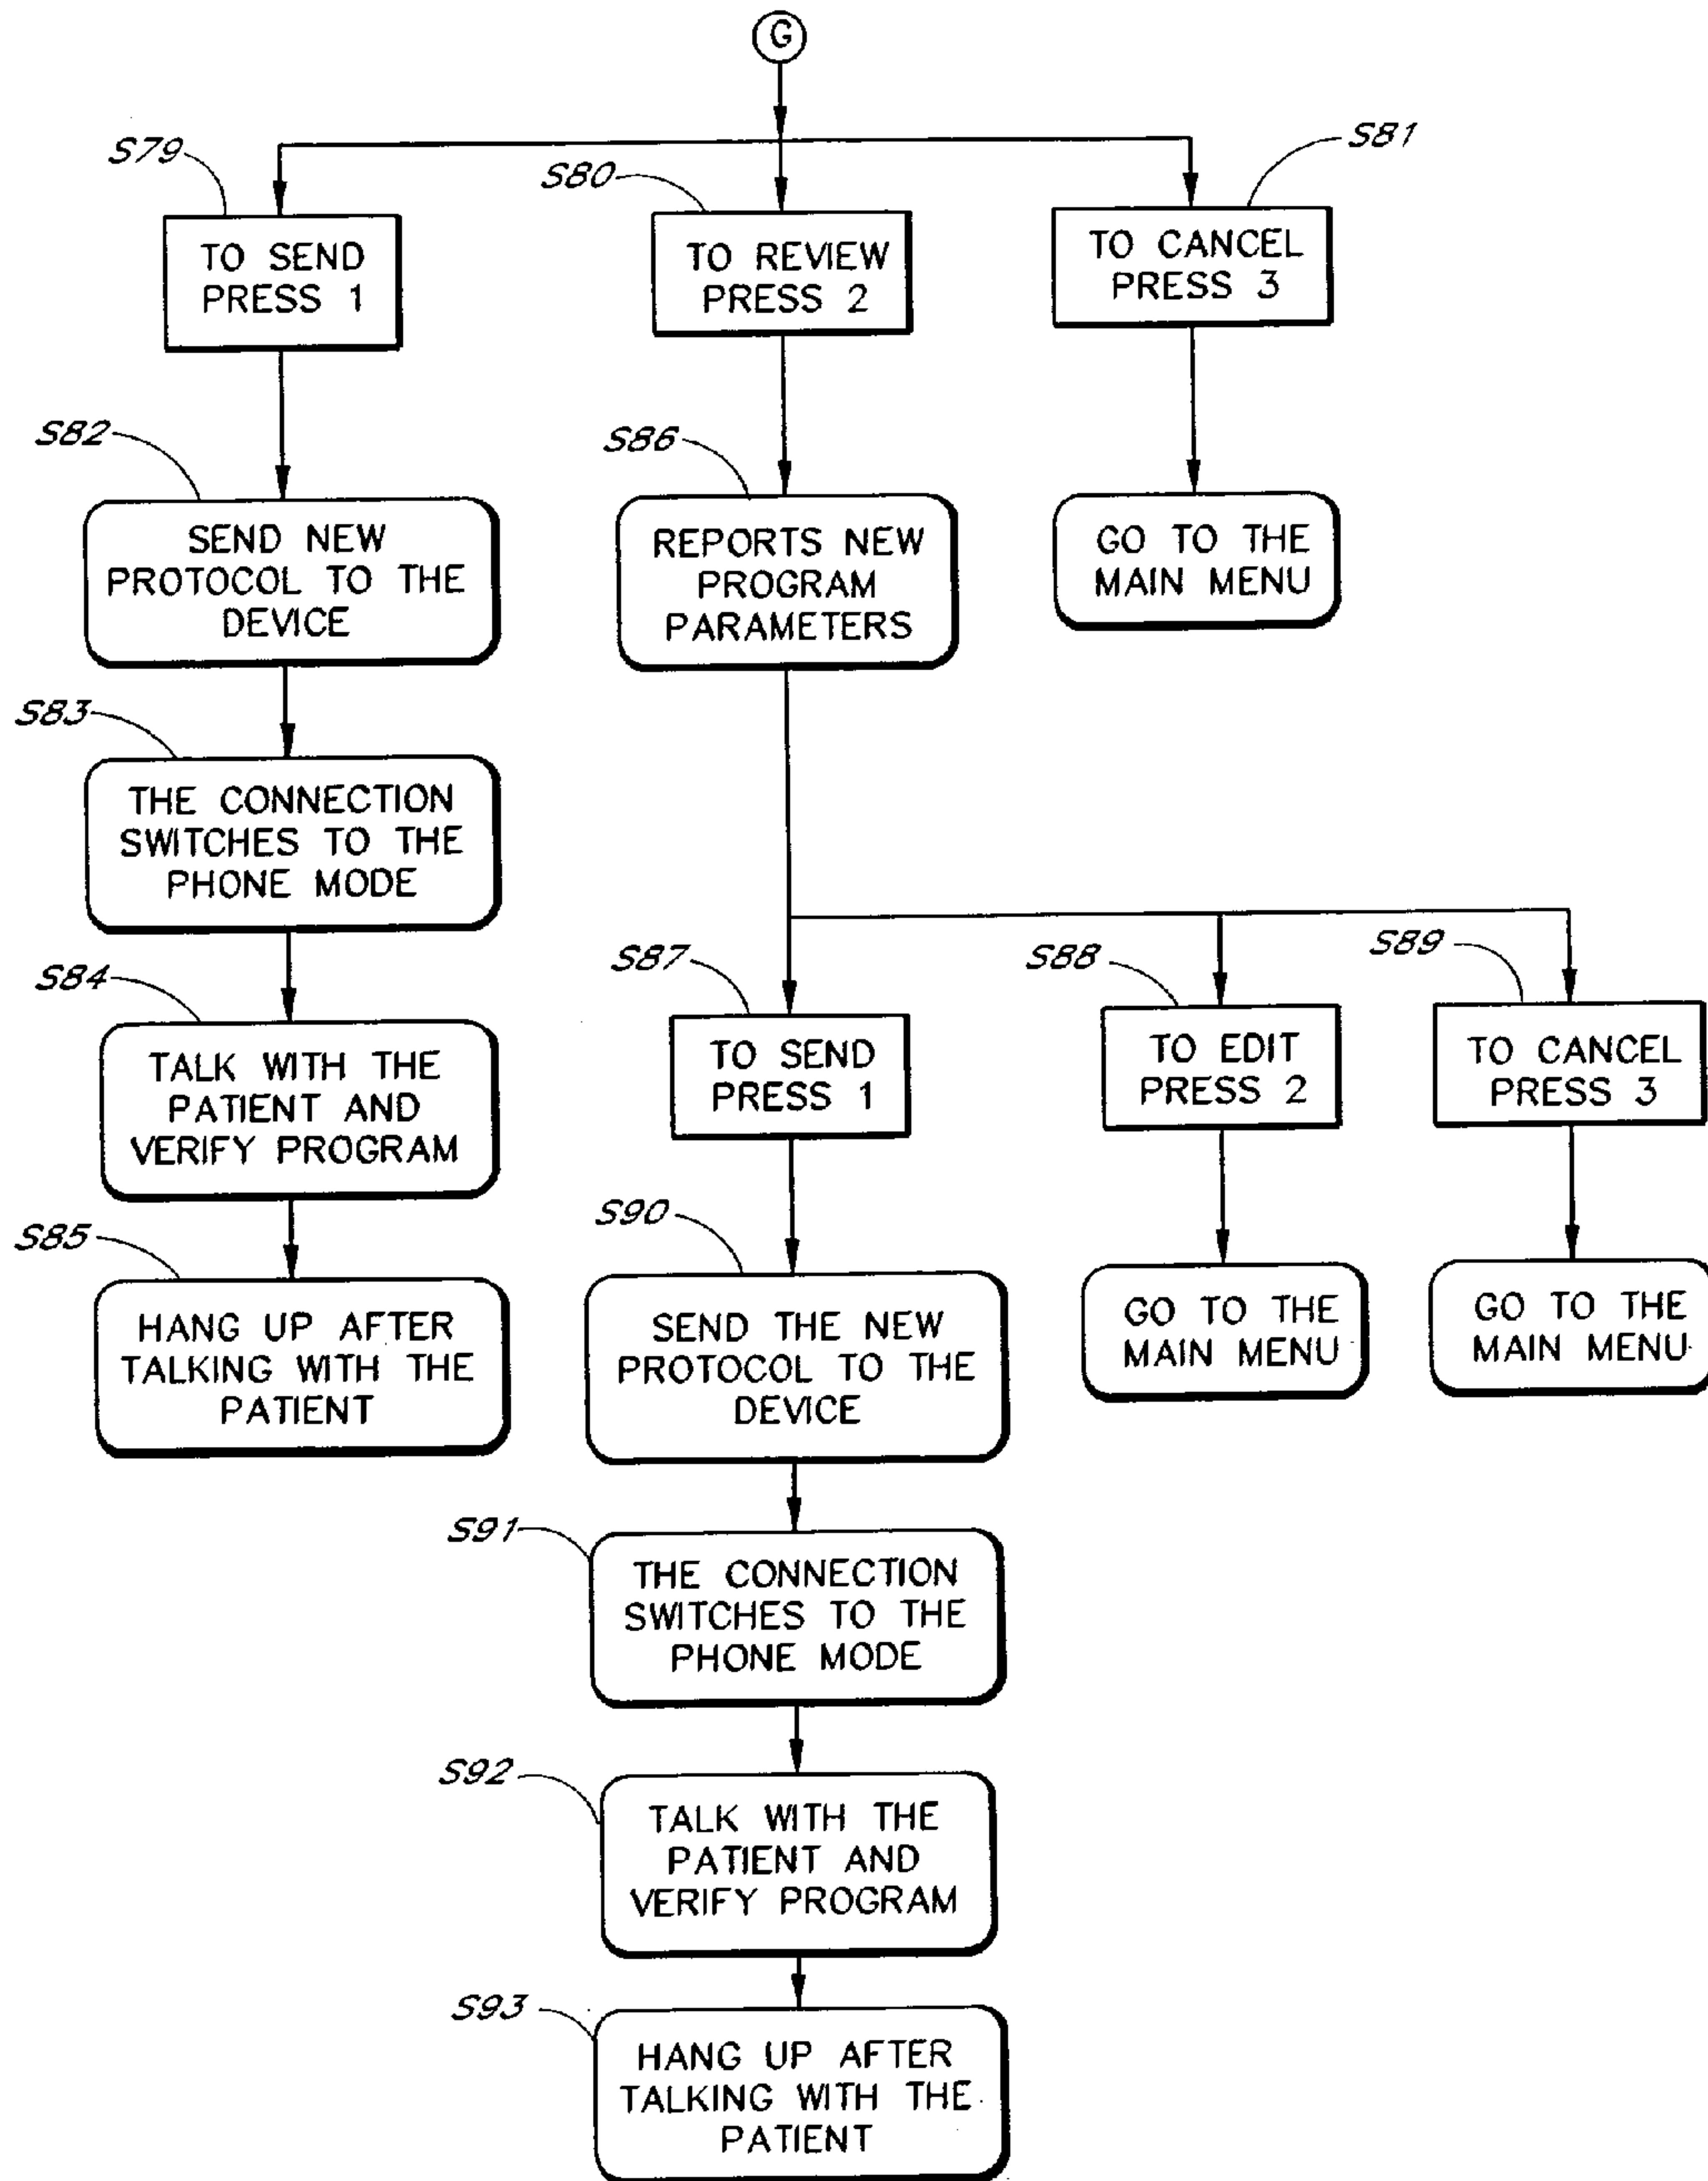 G
S79
TO SEND
PRESS 1
S80
TO REVIEW
PRESS 2
S81
TO CANCEL
PRESS 3
S82
SEND NEW
PROTOCOL TO THE
DEVICE
S86
REPORTS NEW
PROGRAM
PARAMETERS
GO TO THE
MAIN MENU
S83
THE CONNECTION
SWITCHES TO THE
PHONE MODE
S84
TALK WITH THE
PATIENT AND
VERIFY PROGRAM
S87
TO SEND
PRESS 1
S88
TO EDIT
PRESS 2
S89
TO CANCEL
PRESS 3
S85
HANG UP AFTER
TALKING WITH THE
PATIENT
S90
SEND THE NEW
PROTOCOL TO THE
DEVICE
GO TO THE
MAIN MENU
GO TO THE
MAIN MENU
S91
THE CONNECTION
SWITCHES TO THE
PHONE MODE
S92
TALK WITH THE
PATIENT AND
VERIFY PROGRAM
S93
HANG UP AFTER
TALKING WITH THE
PATIENT